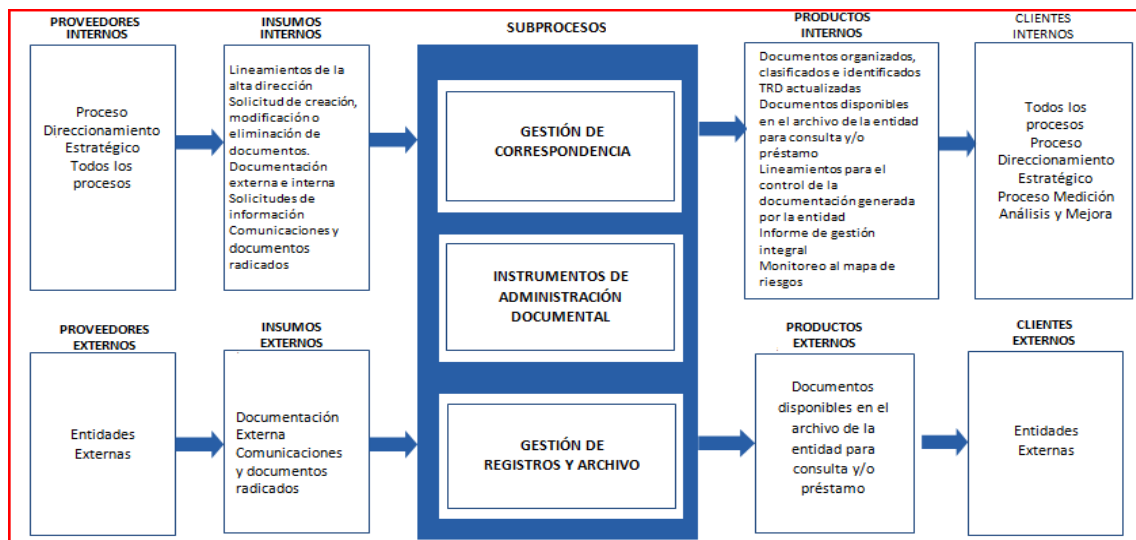 PROVEEDORES
INTERNOS
Proceso
Direccionamiento
Estratégico
Todos los
procesos
INSUMOS
INTERNOS
Lineamientos de la
alta dirección
Solicitud de creación,
modificación o
eliminación de
documentos.
Documentación
externa e interna
Solicitudes de
información
Comunicaciones y
documentos
radicados
SUBPROCESOS
GESTIÓN DE
CORRESPONDENCIA
INSTRUMENTOS DE
ADMINISTRACIÓN
DOCUMENTAL
GESTIÓN DE
REGISTROS Y ARCHIVO
PRODUCTOS
INTERNOS
Documentos organizados,
clasificados e identificados
TRD actualizadas
Documentos disponibles
en el archivo de la entidad
para consulta y/o
préstamo
Lineamientos para el
control de la
documentación generada
por la entidad
Informe de gestión
integral
Monitoreo al mapa de
riesgos
CLIENTES
INTERNOS
Todos los
procesos
Proceso
Direccionamiento
Estratégico
Proceso Medición
Análisis y Mejora
PROVEEDORES
EXTERNOS
Entidades
Externas
INSUMOS
EXTERNOS
Documentación
Externa
Comunicaciones
y documentos
radicados
PRODUCTOS
EXTERNOS
Documentos
disponibles en el
archivo de la
entidad para
consulta y/o
préstamo
CLIENTES
EXTERNOS
Entidades
Externas